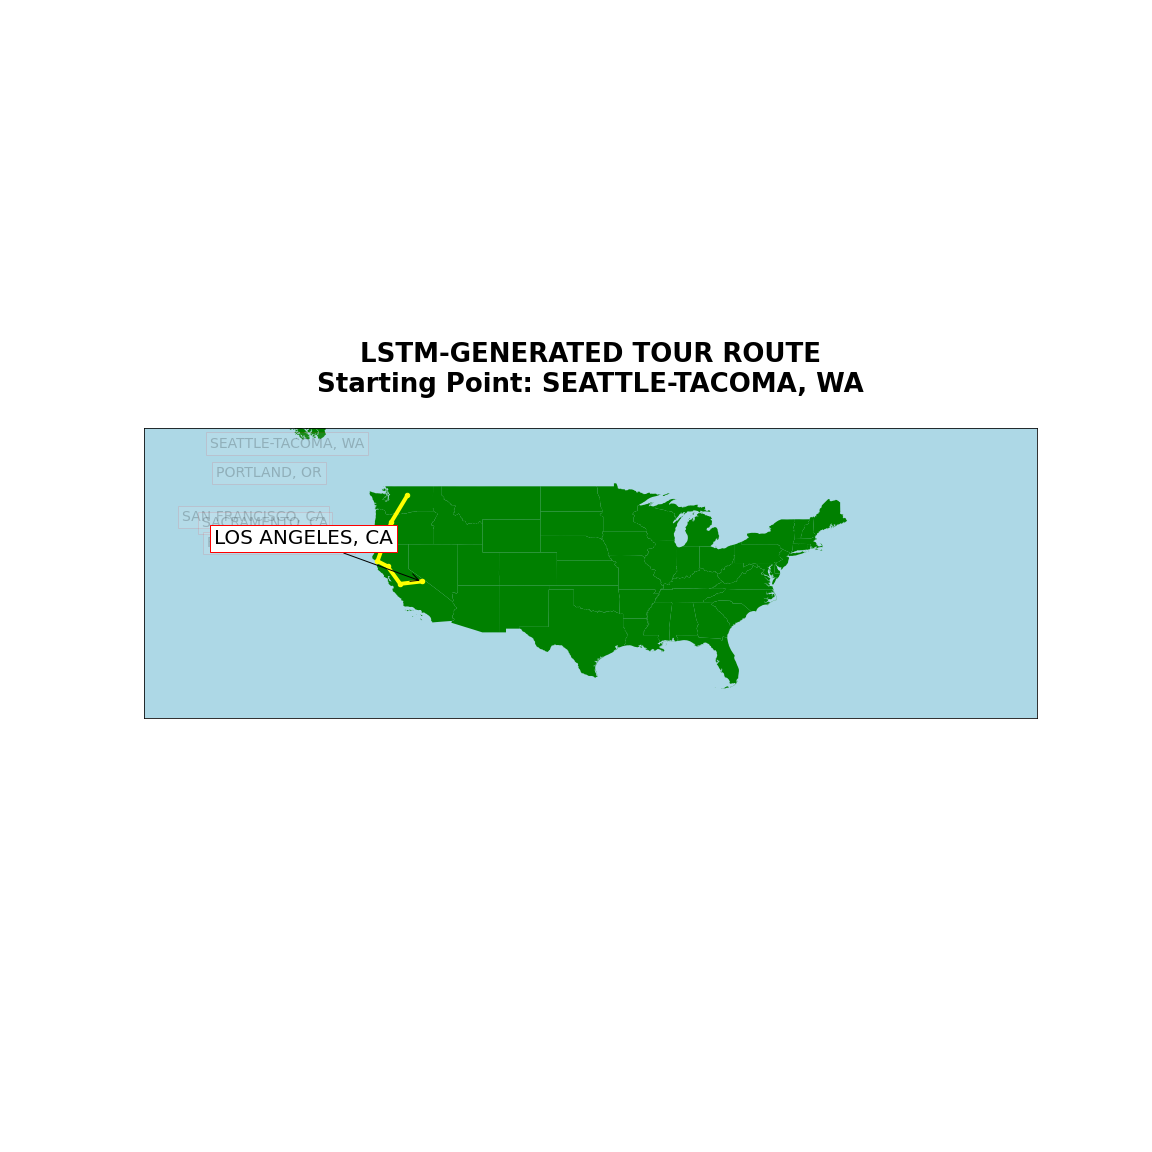 LSTM-GENERATED TOUR ROUTE
Starting Point: SEATTLE-TACOMA, WA
SEATTLE-TACOMA, WA
PORTLAND, OR
SAN FRANCISCO, CA
SACRAMENTO, CA
LOS ANGELES, CA